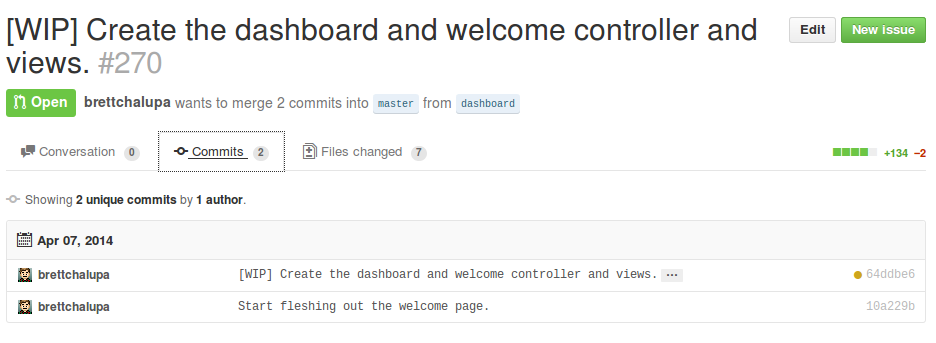 [WIP] Create the dashboard and welcome controller and
views. #270
Edit
New issue
Open brettchalupa wants to merge 2 commits into master from dashboard
Conversation 0 Commits 2 Files changed 7 +134 −2
Showing 2 unique commits by 1 author.
Apr 07, 2014
brettchalupa [WIP] Create the dashboard and welcome controller and views. … 64ddbe6
brettchalupa Start fleshing out the welcome page. 10a229b